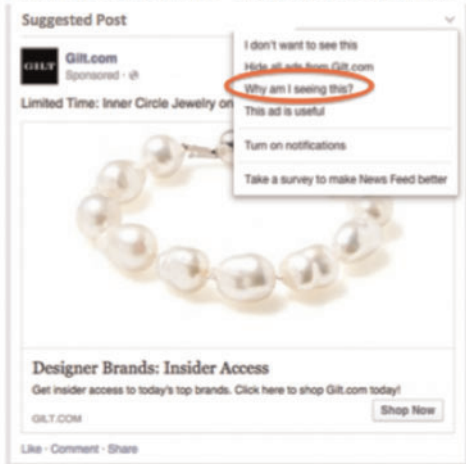 Suggested Post
I don't want to see this
Hide all ads from Gilt.com
Why am I seeing this?
This ad is useful
Turn on notifications
Take a survey to make News Feed better
GILT
Gilt.com
Sponsored ·
Limited Time: Inner Circle Jewelry on
Designer Brands: Insider Access
Get insider access to today's top brands. Click here to shop Gilt.com today!
GILT.COM
Shop Now
Like · Comment · Share